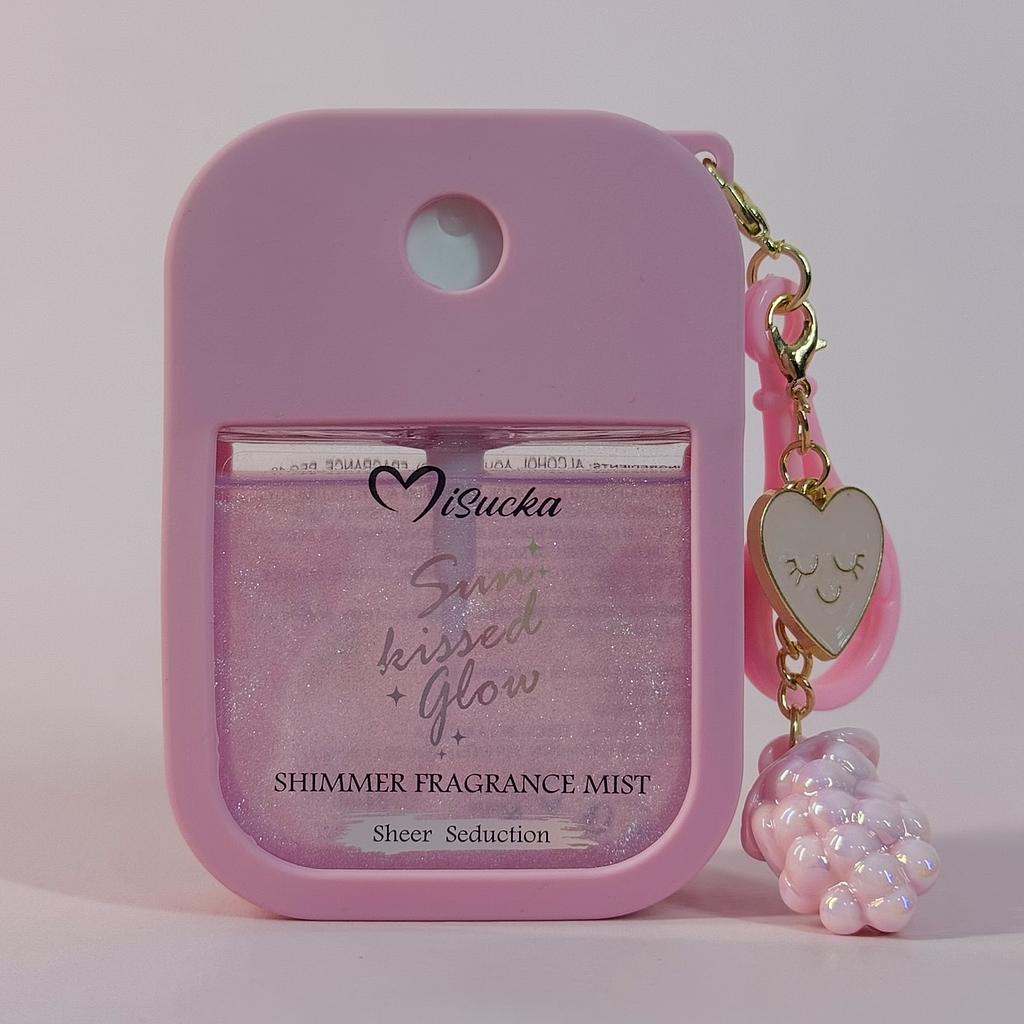 Misucka
Sun
kissed
Glow
SHIMMER FRAGRANCE MIST
Sheer Seduction